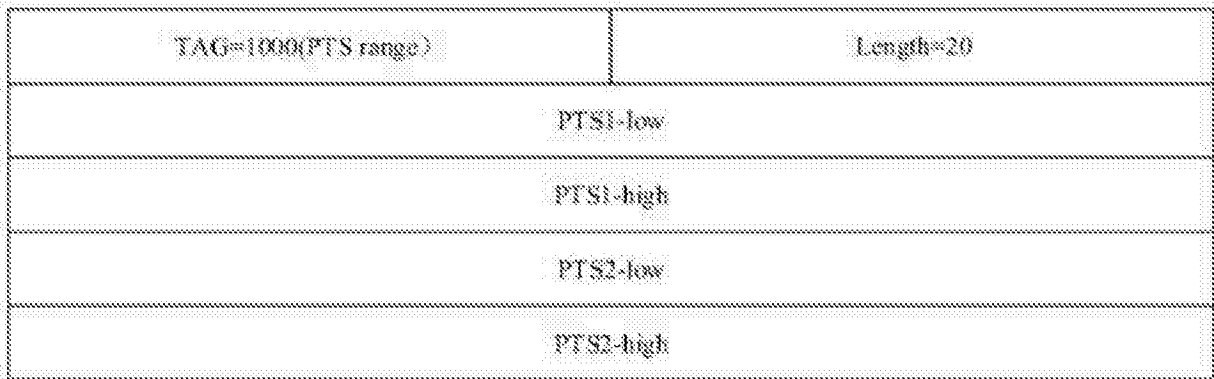 TAG=1000(PTS range） Length=20
PTS1-low
PTS1-high
PTS2-low
PTS2-high